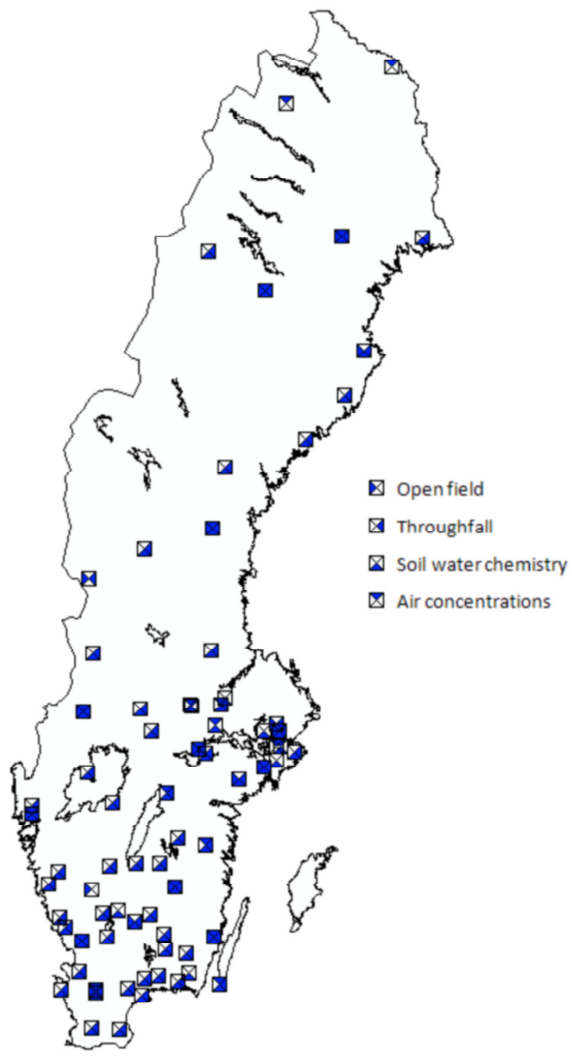 Open field
Throughfall
Soil water chemistry
Air concentrations